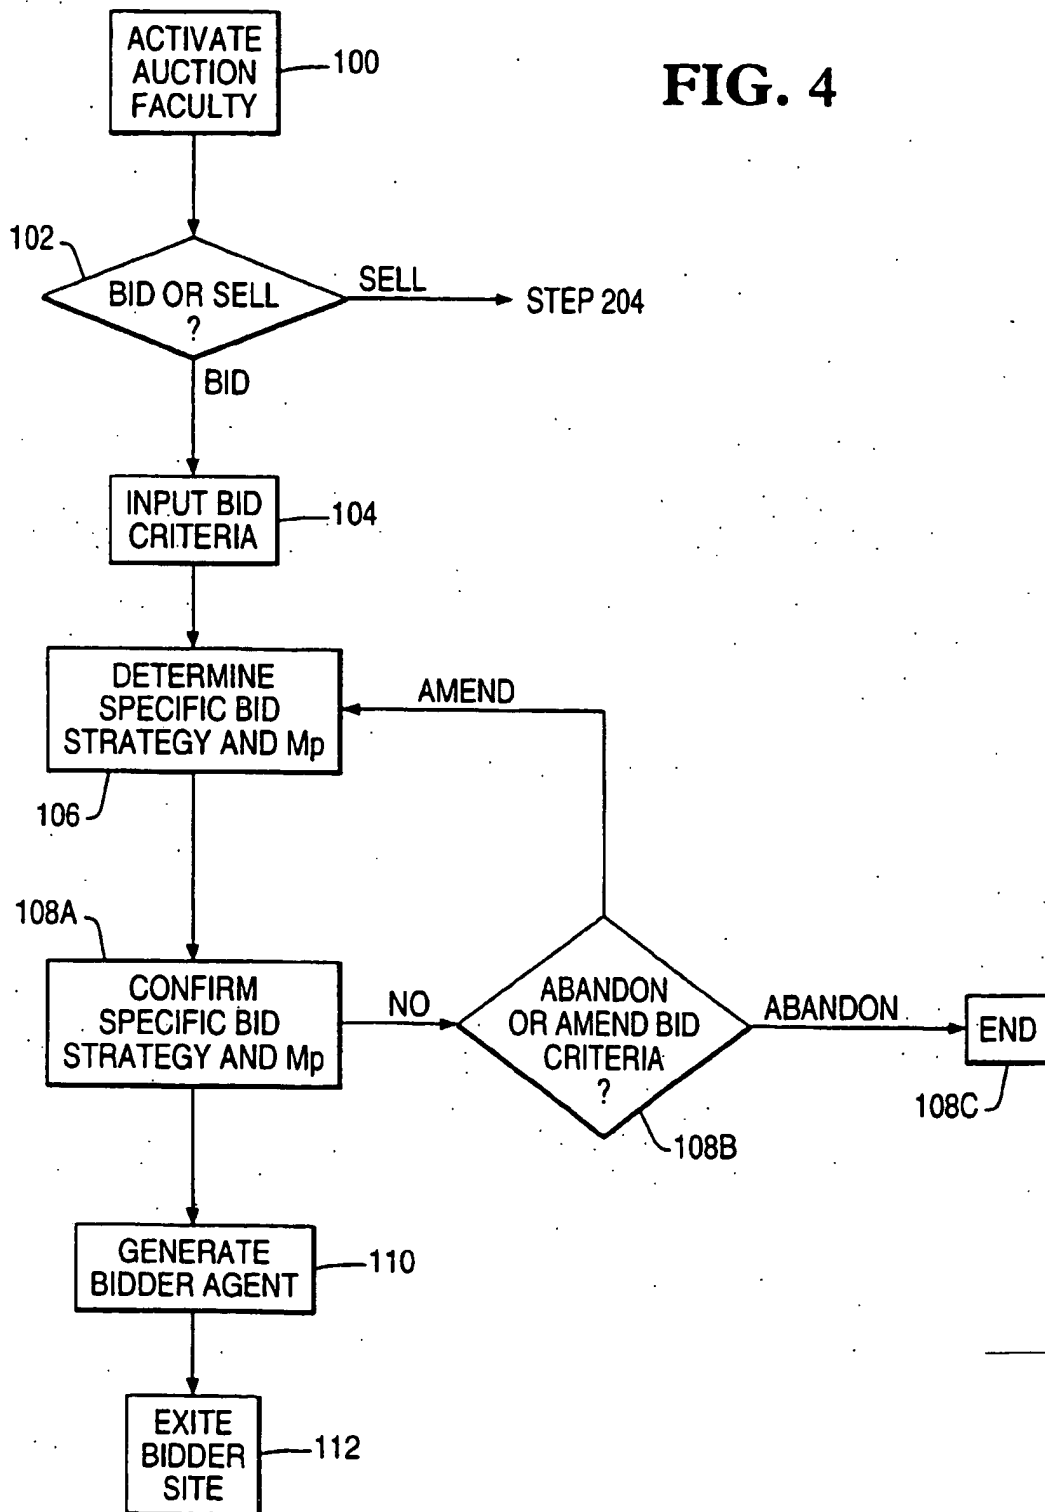 FIG. 4
ACTIVATE
AUCTION
FACULTY
100
102
BID OR SELL
?
SELL
STEP 204
BID
INPUT BID
CRITERIA
104
DETERMINE
SPECIFIC BID
STRATEGY AND Mp
106
AMEND
108A
CONFIRM
SPECIFIC BID
STRATEGY AND Mp
NO
ABANDON
OR AMEND BID
CRITERIA
?
108B
ABANDON
END
108C
GENERATE
BIDDER AGENT
110
EXITE
BIDDER
SITE
112